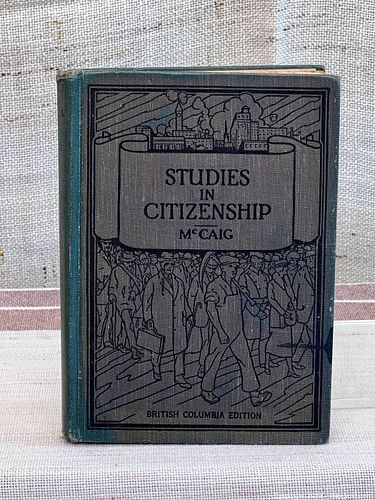 STUDIES
IN
CITIZENSHIP
McCAIG
BRITISH COLUMBIA EDITION